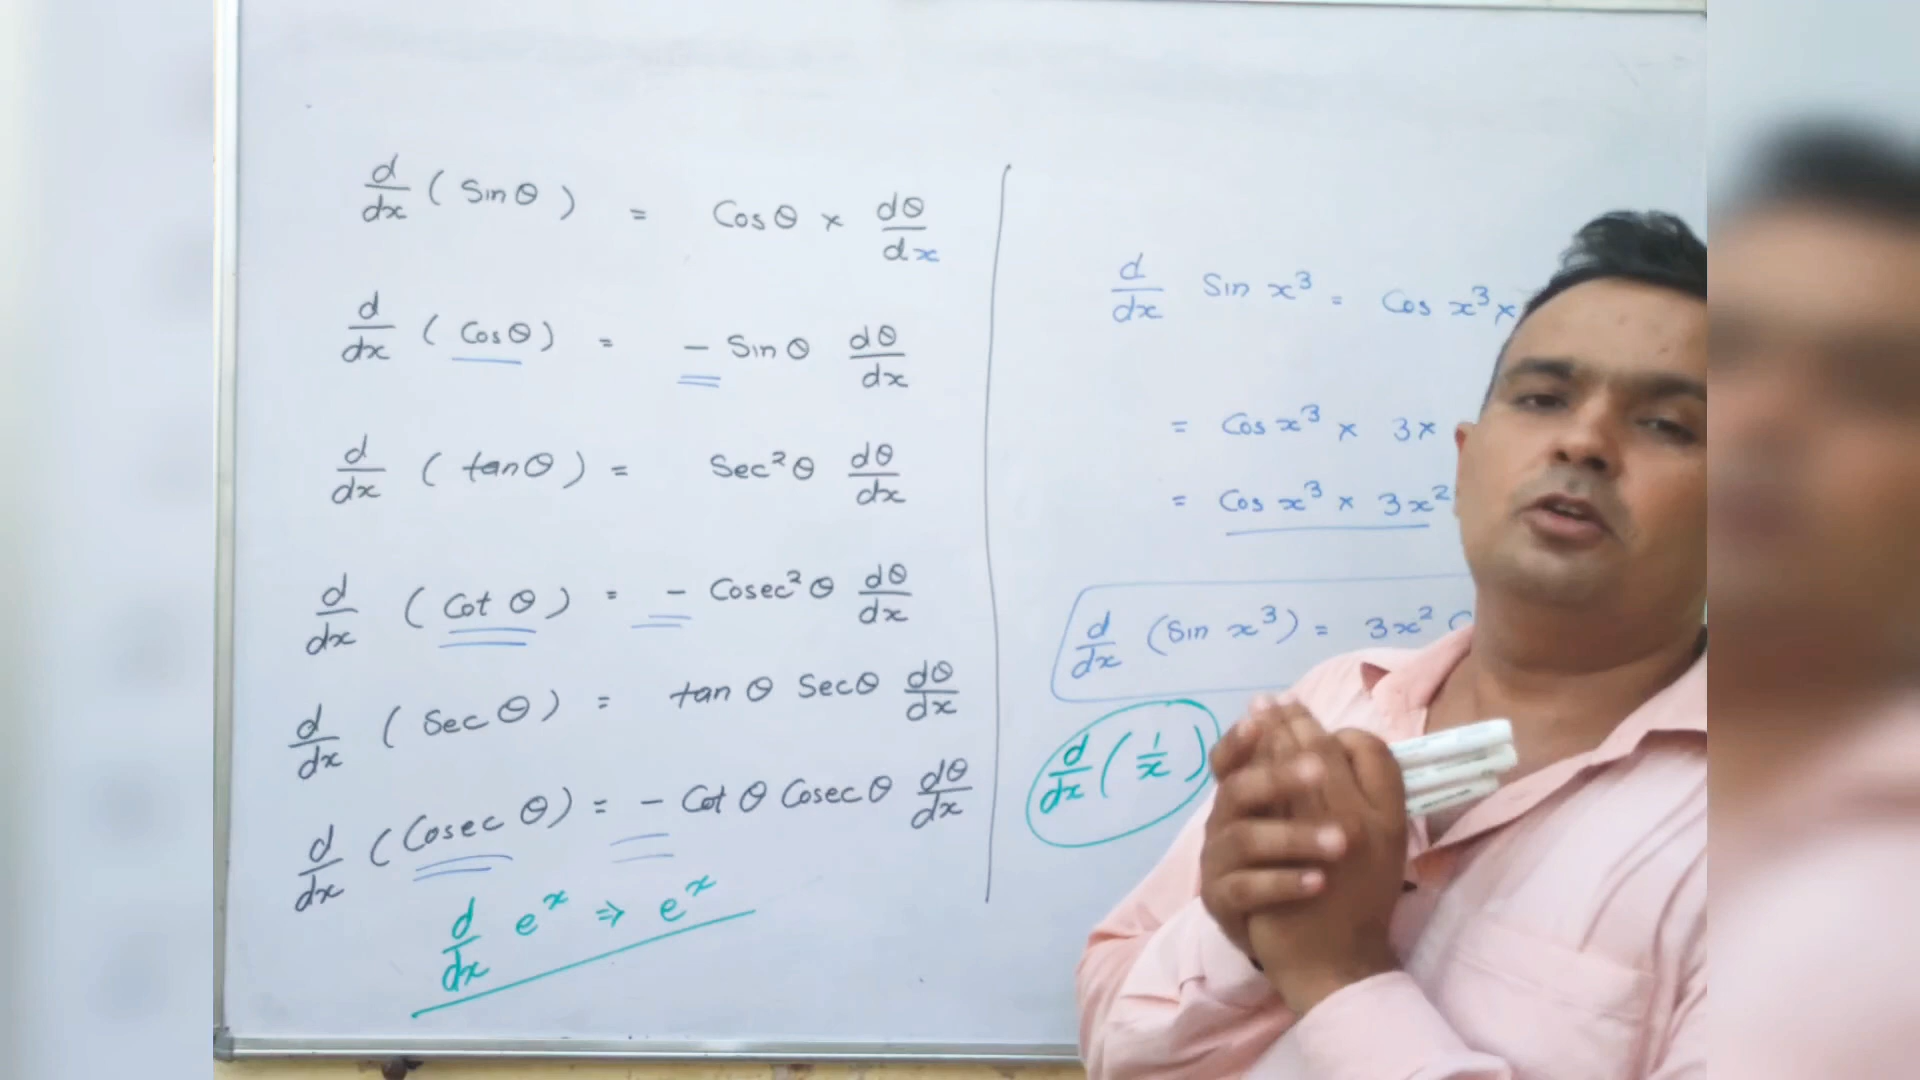 d/dx ( Sin θ ) = Cos θ × dθ/dx
d/dx ( Cos θ ) = – Sin θ dθ/dx
d/dx ( tan θ ) = Sec² θ dθ/dx
d/dx ( Cot θ ) = – Cosec² θ dθ/dx
d/dx ( Sec θ ) = tan θ Sec θ dθ/dx
d/dx ( Cosec θ ) = – Cot θ Cosec θ dθ/dx
d/dx e^x ⇒ e^x
d/dx Sin x³ = Cos x³ ×
= Cos x³ × 3x
= Cos x³ × 3x²
d/dx (Sin x³) = 3x²
d/dx ( 1/x )